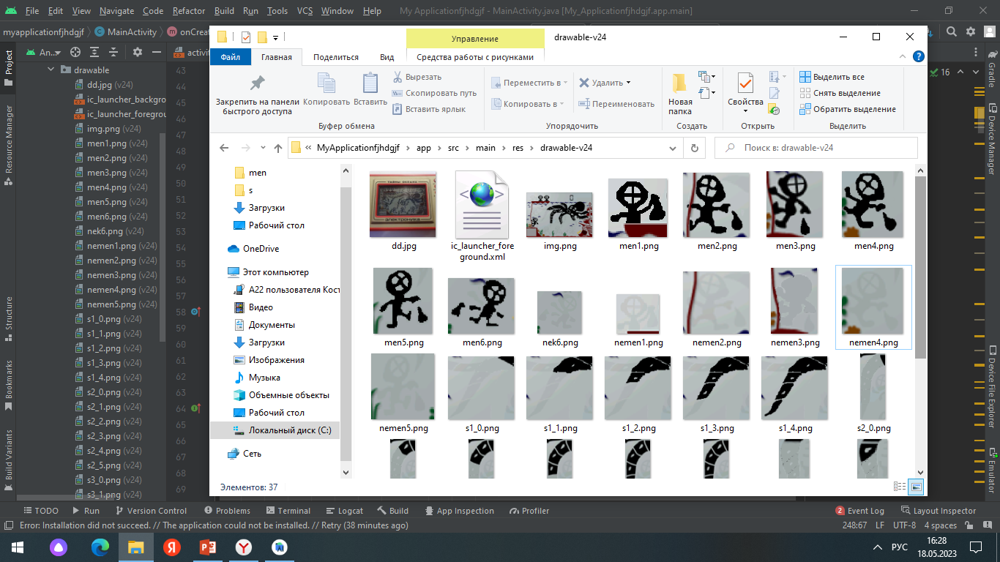 File Edit View Navigate Code Refactor Build Run Tools VCS Window Help My Applicationfjhdgjf - MainActivity.java [My_Applicationfjhdgjf.app.main]
myapplicationfjhdgjf MainActivity onCrea
An...
activi
Project
Resource Manager
Structure
Bookmarks
Build Variants
drawable
dd.jpg (v24)
ic_launcher_backgro
ic_launcher_foregroun
img.png (v24)
men1.png (v24)
men2.png (v24)
men3.png (v24)
men4.png (v24)
men5.png (v24)
men6.png (v24)
nek6.png (v24)
nemen1.png (v24)
nemen2.png (v24)
nemen3.png (v24)
nemen4.png (v24)
nemen5.png (v24)
s1_0.png (v24)
s1_1.png (v24)
s1_2.png (v24)
s1_3.png (v24)
s1_4.png (v24)
s2_0.png (v24)
s2_1.png (v24)
s2_2.png (v24)
s2_3.png (v24)
s2_4.png (v24)
s2_5.png (v24)
s3_0.png (v24)
s3_1.png (v24)
43
44
45
46
47
48
49
50
51
52
53
54
55
56
57
58
59
60
61
62
63
64
65
66
67
68
69
Управление drawable-v24
Файл Главная Поделиться Вид Средства работы с рисунками
Закрепить на панели быстрого доступа
Копировать
Вставить
Вырезать
Скопировать путь
Вставить ярлык
Буфер обмена
Переместить в
Копировать в
Удалить
Переименовать
Упорядочить
Новая папка
Создать
Свойства
Открыть
Выделить все
Снять выделение
Обратить выделение
Выделить
« MyApplicationfjhdgjf app src main res drawable-v24
Поиск в: drawable-v24
men
s
Загрузки
Рабочий стол
OneDrive
Этот компьютер
A22 пользователя Кост
Видео
Документы
Загрузки
Изображения
Музыка
Объемные объекты
Рабочий стол
Локальный диск (C:)
Сеть
ТАЙНЫ ОКЕАНА
электроника
dd.jpg ic_launcher_foreground.xml img.png men1.png men2.png men3.png men4.png
men5.png men6.png nek6.png nemen1.png nemen2.png nemen3.png nemen4.png
nemen5.png s1_0.png s1_1.png s1_2.png s1_3.png s1_4.png s2_0.png
Элементов: 37
16
Gradle
Device Manager
Device File Explorer
Emulator
TODO Run Version Control Problems Terminal Logcat Build App Inspection Profiler 2 Event Log Layout Inspector
Error: Installation did not succeed. // The application could not be installed. // Retry (38 minutes ago) 248:67 LF UTF-8 4 spaces
РУС
16:28
18.05.2023